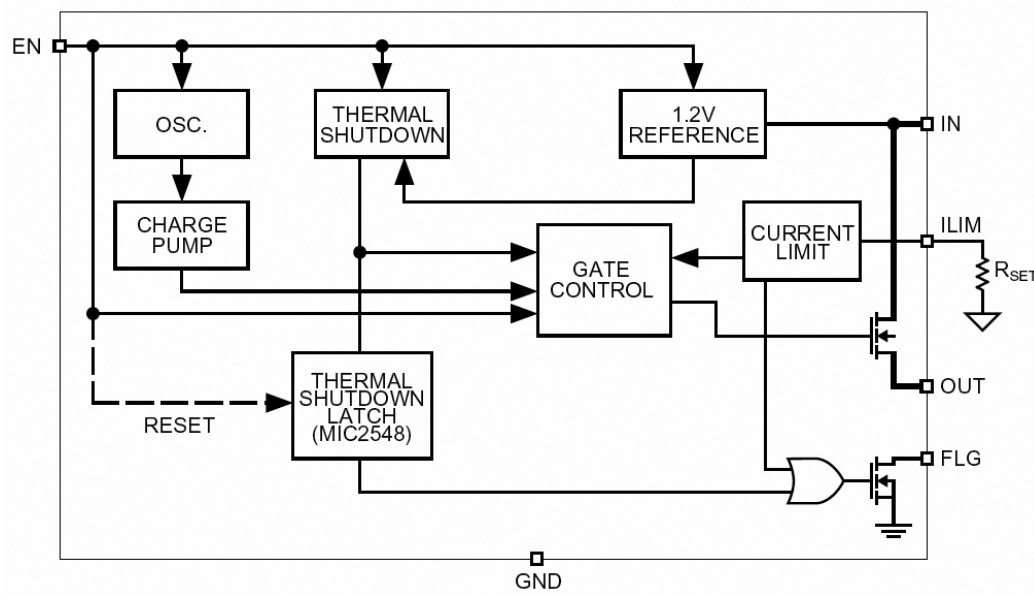 EN
OSC.
THERMAL
SHUTDOWN
1.2V
REFERENCE
IN
CHARGE
PUMP
GATE
CONTROL
CURRENT
LIMIT
ILIM
RSET
THERMAL
SHUTDOWN
LATCH
(MIC2548)
RESET
OUT
FLG
GND